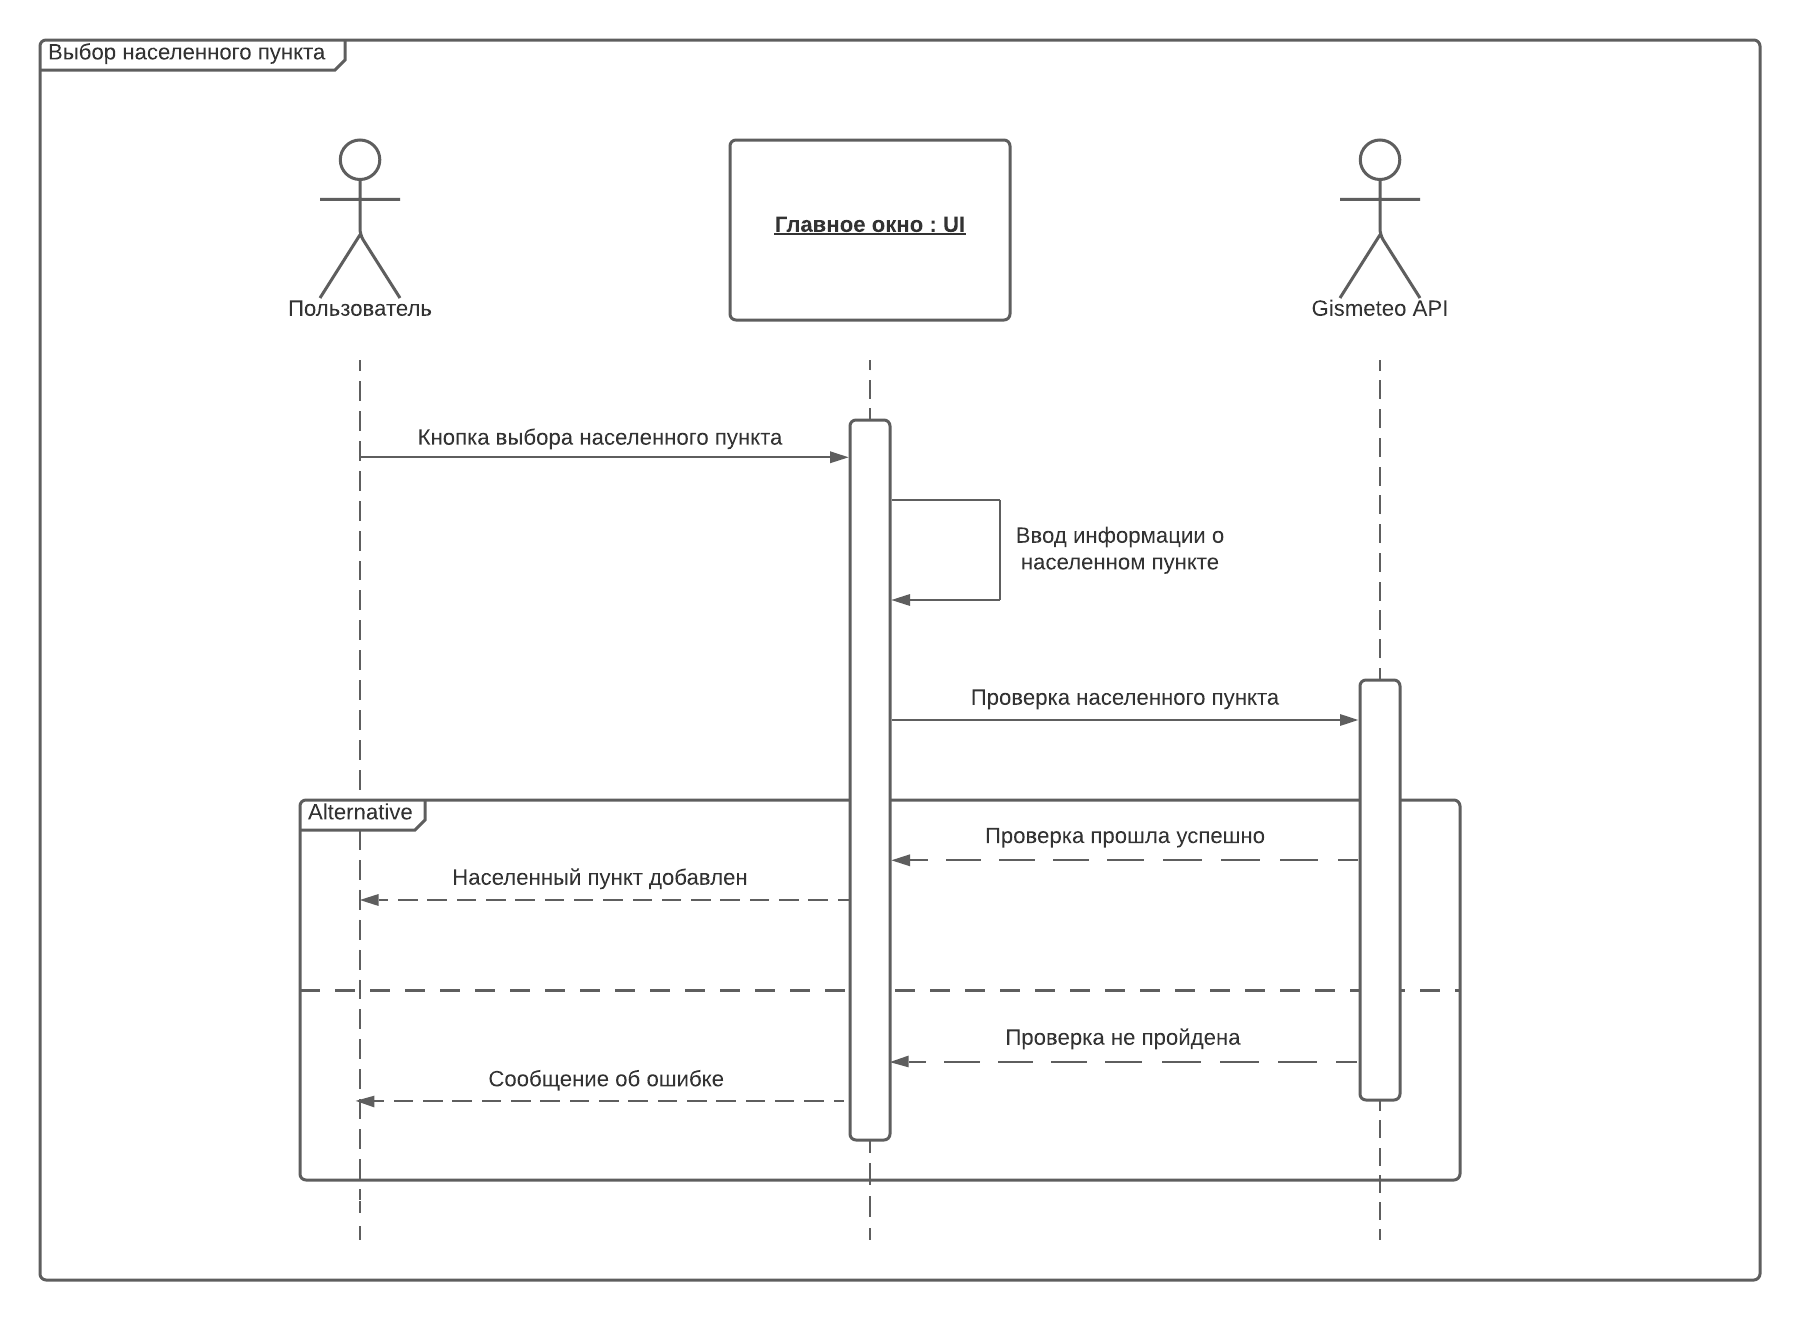 Выбор населенного пункта
Пользователь
Главное окно : UI
Gismeteo API
Кнопка выбора населенного пункта
Ввод информации о
населенном пункте
Проверка населенного пункта
Alternative
Проверка прошла успешно
Населенный пункт добавлен
Проверка не пройдена
Сообщение об ошибке